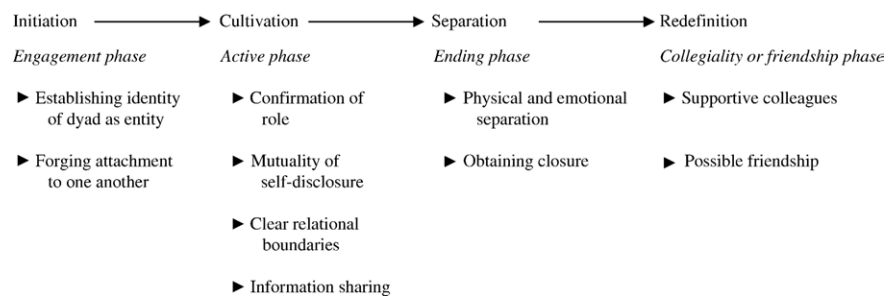 Initiation Cultivation Separation Redefinition
Engagement phase Active phase Ending phase Collegiality or friendship phase
► Establishing identity
of dyad as entity
► Forging attachment
to one another
► Confirmation of
role
► Mutuality of
self-disclosure
► Clear relational
boundaries
► Information sharing
► Physical and emotional
separation
► Obtaining closure
► Supportive colleagues
► Possible friendship